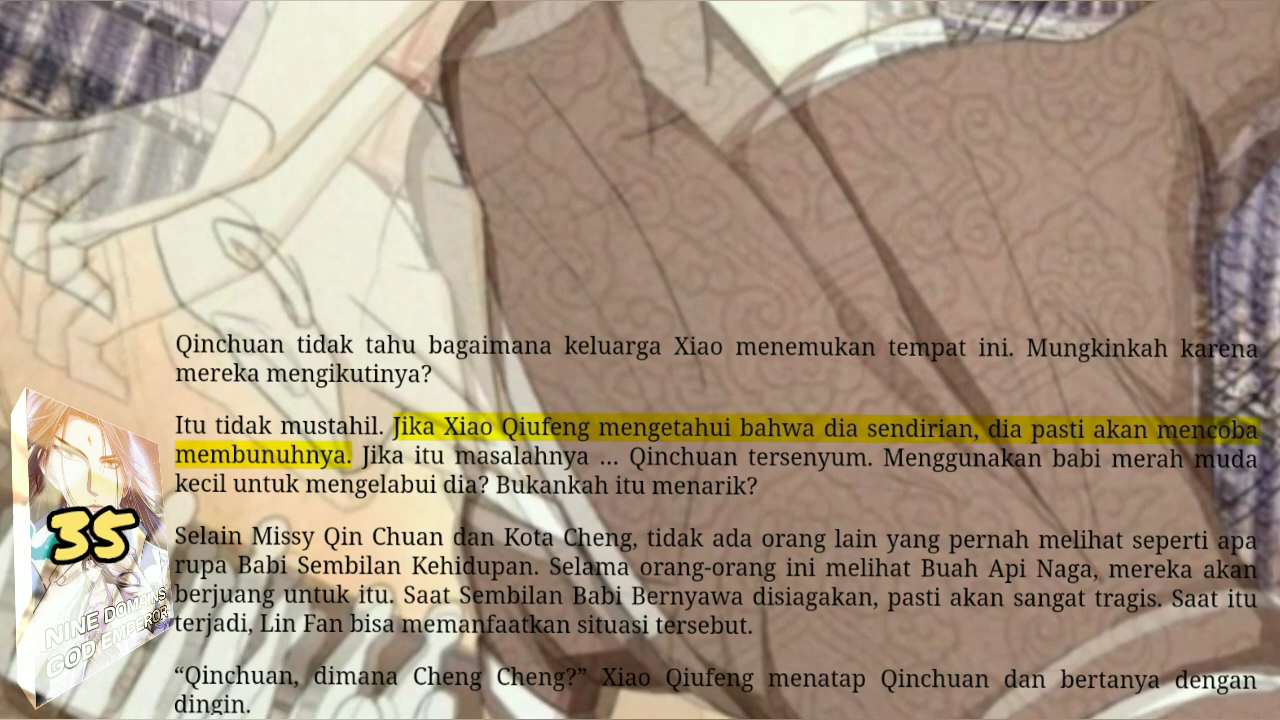 Qinchuan tidak tahu bagaimana keluarga Xiao menemukan tempat ini. Mungkinkah karena
mereka mengikutinya?
Itu tidak mustahil. Jika Xiao Qiufeng mengetahui bahwa dia sendirian, dia pasti akan mencoba
membunuhnya. Jika itu masalahnya ... Qinchuan tersenyum. Menggunakan babi merah muda
kecil untuk mengelabui dia? Bukankah itu menarik?
Selain Missy Qin Chuan dan Kota Cheng, tidak ada orang lain yang pernah melihat seperti apa
rupa Babi Sembilan Kehidupan. Selama orang-orang ini melihat Buah Api Naga, mereka akan
berjuang untuk itu. Saat Sembilan Babi Bernyawa disiagakan, pasti akan sangat tragis. Saat itu
terjadi, Lin Fan bisa memanfaatkan situasi tersebut.
“Qinchuan, dimana Cheng Cheng?” Xiao Qiufeng menatap Qinchuan dan bertanya dengan
dingin.
35
NINE DOMAINS
GOD EMPEROR